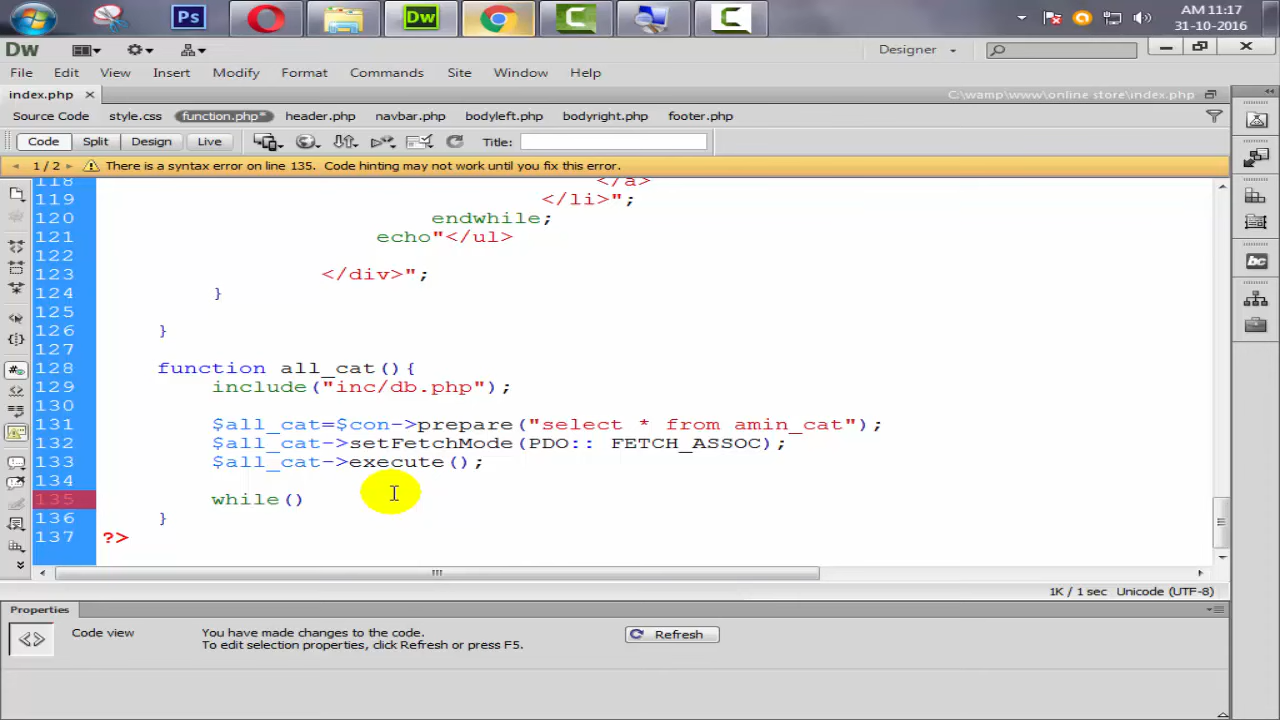 Ps
Dw
AM 11:17
31-10-2016
Dw
Designer
File Edit View Insert Modify Format Commands Site Window Help
index.php
C:\wamp\www\online store\index.php
Source Code style.css function.php* header.php navbar.php bodyleft.php bodyright.php footer.php
Code Split Design Live Title:
1 / 2 There is a syntax error on line 135. Code hinting may not work until you fix this error.
118 </a>
119 </li>";
120 endwhile;
121 echo"</ul>
122
123 </div>";
124 }
125
126 }
127
128 function all_cat(){
129 include("inc/db.php");
130
131 $all_cat=$con->prepare("select * from amin_cat");
132 $all_cat->setFetchMode(PDO:: FETCH_ASSOC);
133 $all_cat->execute();
134
135 while()
136 }
137 ?>
1K / 1 sec Unicode (UTF-8)
Properties
Code view You have made changes to the code. Refresh
To edit selection properties, click Refresh or press F5.